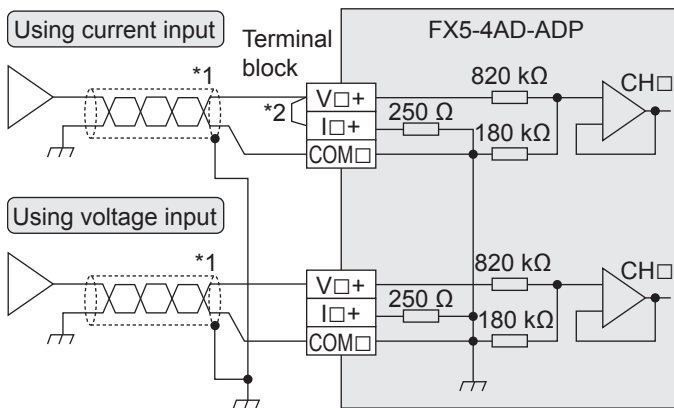 Using current input
Terminal block
FX5-4AD-ADP
*1
*2
V□+
I□+
COM□
250 Ω
820 kΩ
180 kΩ
CH□
Using voltage input
*1
V□+
I□+
COM□
250 Ω
820 kΩ
180 kΩ
CH□